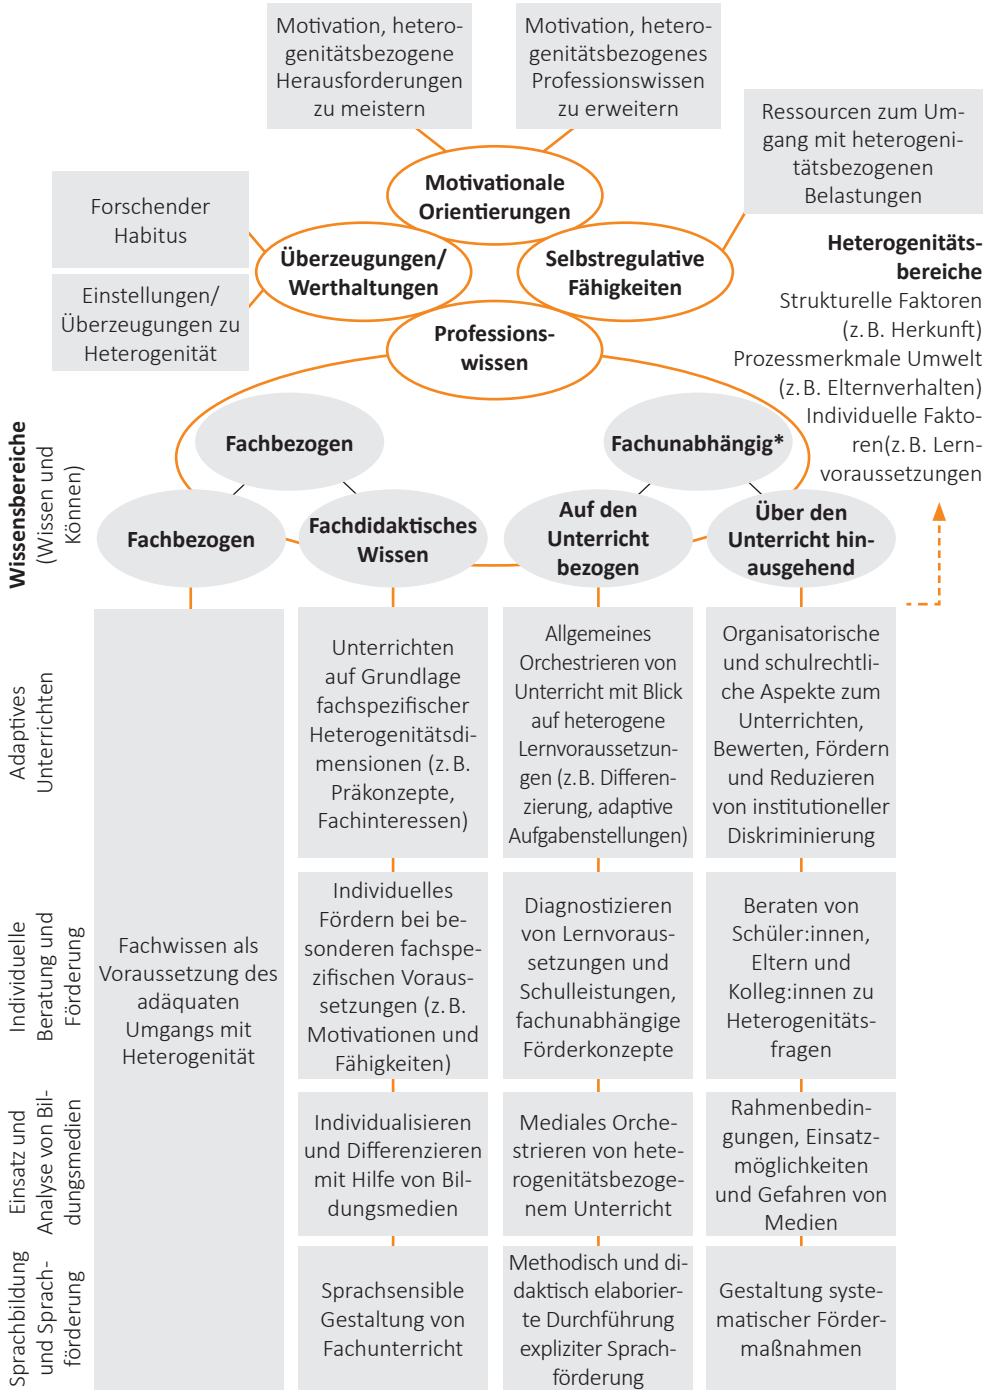 Motivation, hetero-
genitätsbezogene
Herausforderungen
zu meistern
Motivation, hetero-
genitätsbezogenes
Professionswissen
zu erweitern
Ressourcen zum Um-
gang mit heterogeni-
tätsbezogenen
Belastungen
Motivationale
Orientierungen
Forschender
Habitus
Überzeugungen/
Werthaltungen
Selbstregulative
Fähigkeiten
Einstellungen/
Überzeugungen zu
Heterogenität
Professions-
wissen
Heterogenitäts-
bereiche
Strukturelle Faktoren
(z. B. Herkunft)
Prozessmerkmale Umwelt
(z. B. Elternverhalten)
Individuelle Fakto-
ren(z. B. Lern-
voraussetzungen
Wissensbereiche
(Wissen und
Können)
Fachbezogen
Fachunabhängig*
Fachbezogen
Fachdidaktisches
Wissen
Auf den
Unterricht
bezogen
Über den
Unterricht hin-
ausgehend
Adaptives
Unterrichten
Unterrichten
auf Grundlage
fachspezifischer
Heterogenitätsdi-
mensionen (z. B.
Präkonzepte,
Fachinteressen)
Allgemeines
Orchestrieren von
Unterricht mit Blick
auf heterogene
Lernvoraussetzun-
gen (z. B. Differen-
zierung, adaptive
Aufgabenstellungen)
Organisatorische
und schulrechtli-
che Aspekte zum
Unterrichten,
Bewerten, Fördern
und Reduzieren
von institutioneller
Diskriminierung
Fachwissen als
Voraussetzung des
adäquaten
Umgangs mit
Heterogenität
Individuelle
Beratung und
Förderung
Individuelles
Fördern bei be-
sonderen fachspe-
zifischen Voraus-
setzungen (z. B.
Motivationen und
Fähigkeiten)
Diagnostizieren
von Lernvoraus-
setzungen und
Schulleistungen,
fachunabhängige
Förderkonzepte
Beraten von
Schüler:innen,
Eltern und
Kolleg:innen zu
Heterogenitäts-
fragen
Einsatz und
Analyse von Bil-
dungsmedien
Individualisieren
und Differenzieren
mit Hilfe von Bil-
dungsmedien
Mediales Orche-
strieren von hete-
rogenitätsbezoge-
nem Unterricht
Rahmenbedin-
gungen, Einsatz-
möglichkeiten
und Gefahren von
Medien
Sprachbildung
und Sprach-
förderung
Sprachsensible
Gestaltung von
Fachunterricht
Methodisch und di-
daktisch elaborier-
te Durchführung
expliziter Sprach-
förderung
Gestaltung syste-
matischer Förder-
maßnahmen